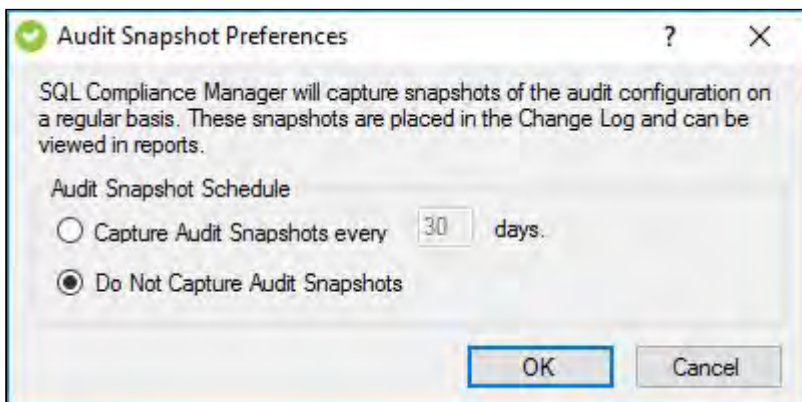 Audit Snapshot Preferences ? X
SQL Compliance Manager will capture snapshots of the audit configuration on
a regular basis. These snapshots are placed in the Change Log and can be
viewed in reports.
Audit Snapshot Schedule
Capture Audit Snapshots every 30 days.
Do Not Capture Audit Snapshots
OK Cancel